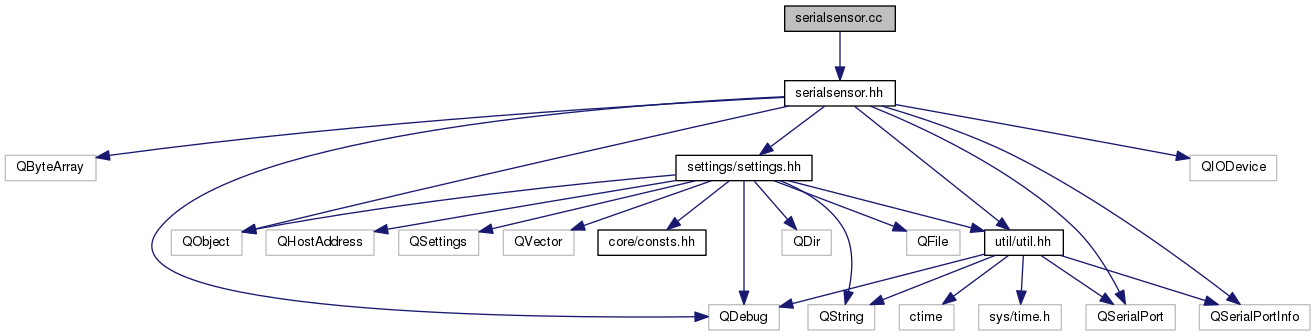 serialsensor.cc
serialsensor.hh
QByteArray
settings/settings.hh
QIODevice
QObject
QHostAddress
QSettings
QVector
core/consts.hh
QDir
QFile
util/util.hh
QDebug
QString
ctime
sys/time.h
QSerialPort
QSerialPortInfo